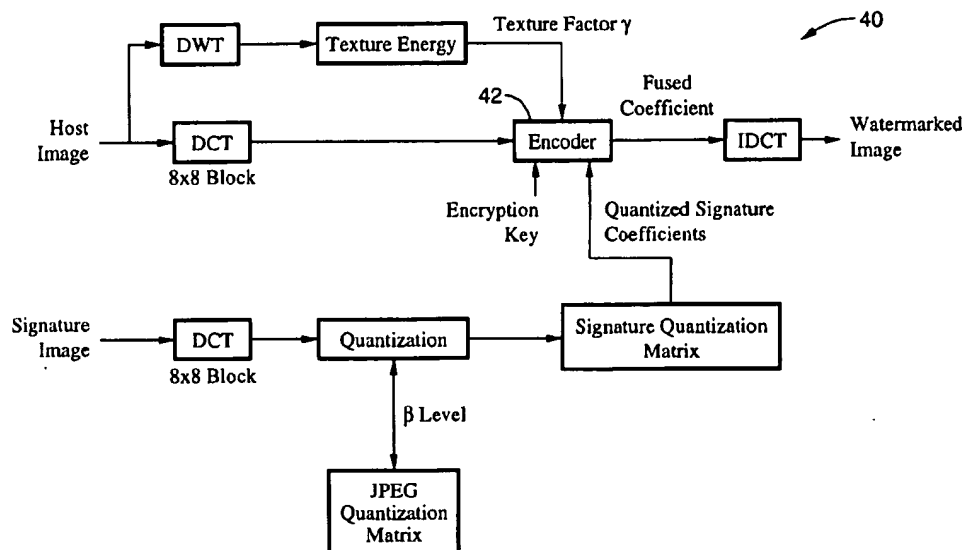 40
DWT
Texture Energy
Texture Factor γ
42
Host
Image
DCT
8x8 Block
Encoder
Fused
Coefficient
IDCT
Watermarked
Image
Encryption
Key
Quantized Signature
Coefficients
Signature
Image
DCT
8x8 Block
Quantization
Signature Quantization
Matrix
β Level
JPEG
Quantization
Matrix